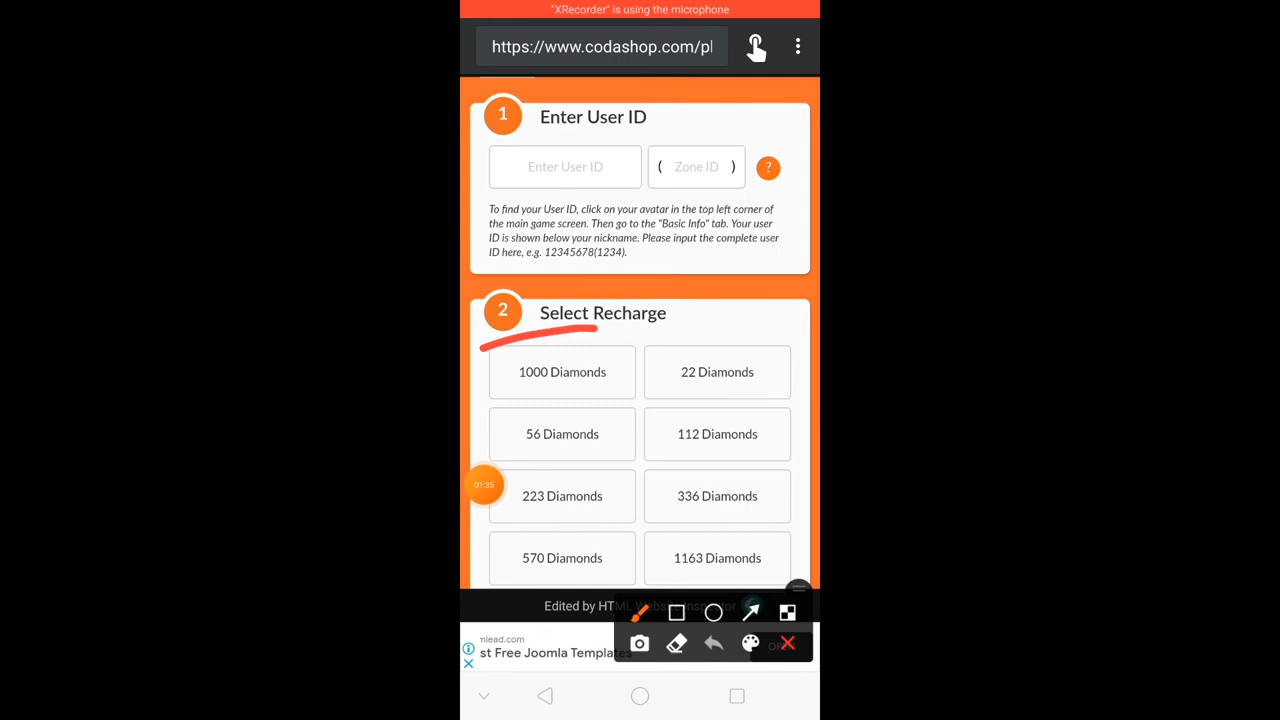 "XRecorder" is using the microphone
https://www.codashop.com/pl
1
Enter User ID
Enter User ID
( Zone ID )
?
To find your User ID, click on your avatar in the top left corner of
the main game screen. Then go to the "Basic Info" tab. Your user
ID is shown below your nickname. Please input the complete user
ID here, e.g. 12345678(1234).
2
Select Recharge
1000 Diamonds
22 Diamonds
56 Diamonds
112 Diamonds
01:35
223 Diamonds
336 Diamonds
570 Diamonds
1163 Diamonds
Edited by HTML Website Inspector
mlead.com
st Free Joomla Templates